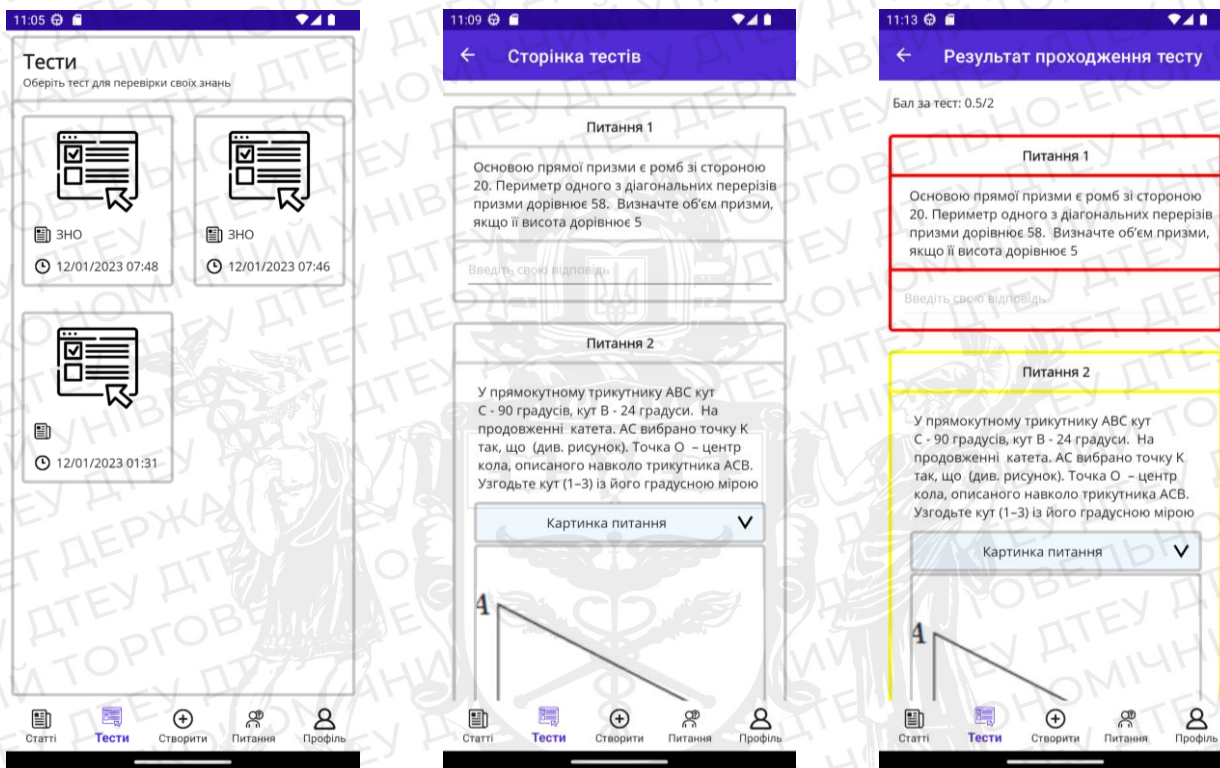 11:05
Тести
Оберіть тест для перевірки своїх знань
ЗНО
12/01/2023 07:48
ЗНО
12/01/2023 07:46
12/01/2023 01:31
Статті
Тести
Створити
Питання
Профіль
11:09
Сторінка тестів
Питання 1
Основою прямої призми є ромб зі стороною
20. Периметр одного з діагональних перерізів
призми дорівнює 58. Визначте об’єм призми,
якщо її висота дорівнює 5
Введіть свою відповідь
Питання 2
У прямокутному трикутнику ABC кут
C - 90 градусів, кут B - 24 градуси. На
продовженні катета. AC вибрано точку K
так, що (див. рисунок). Точка O – центр
кола, описаного навколо трикутника ACB.
Узгодьте кут (1–3) із його градусною мірою
Картинка питання
A
Статті
Тести
Створити
Питання
Профіль
11:13
Результат проходження тесту
Бал за тест: 0.5/2
Питання 1
Основою прямої призми є ромб зі стороною
20. Периметр одного з діагональних перерізів
призми дорівнює 58. Визначте об’єм призми,
якщо її висота дорівнює 5
Введіть свою відповідь
Питання 2
У прямокутному трикутнику ABC кут
C - 90 градусів, кут B - 24 градуси. На
продовженні катета. AC вибрано точку K
так, що (див. рисунок). Точка O – центр
кола, описаного навколо трикутника ACB.
Узгодьте кут (1–3) із його градусною мірою
Картинка питання
A
Статті
Тести
Створити
Питання
Профіль